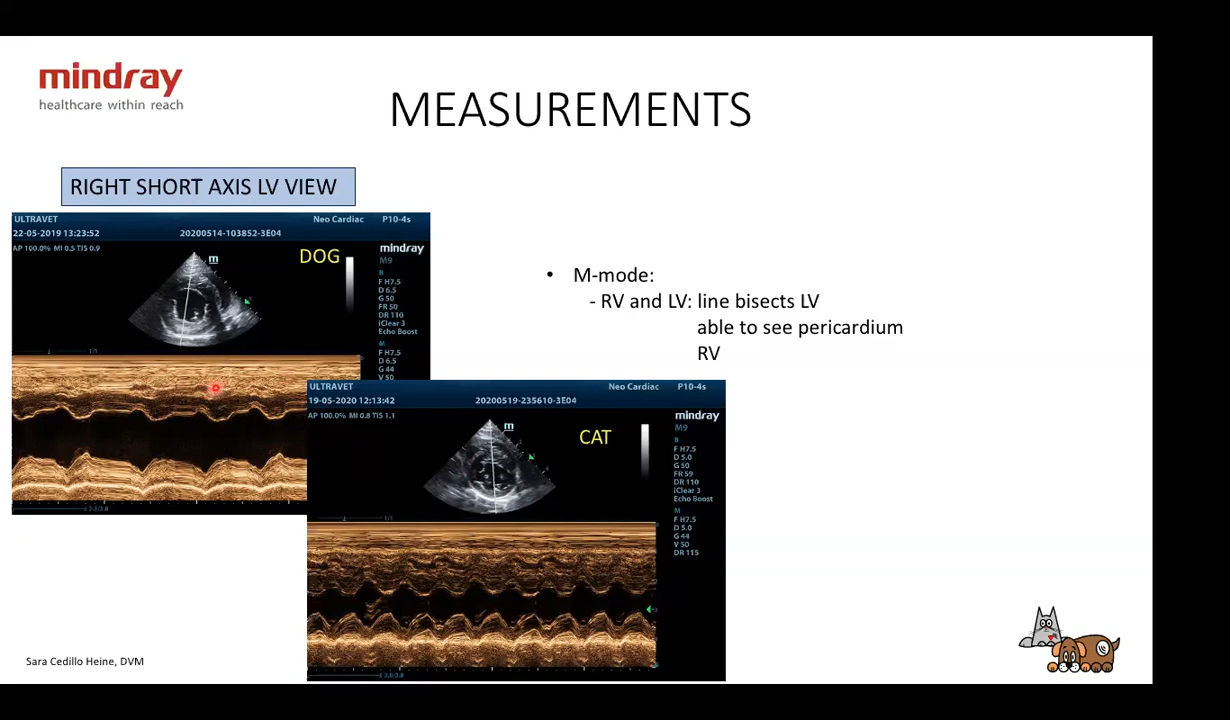 mindray
healthcare within reach
MEASUREMENTS
RIGHT SHORT AXIS LV VIEW
ULTRAVET
Neo Cardiac
P10-4s
22-05-2019 13:23:52
20200514-103852-3E04
AP 100.0% MI 0.5 TIS 0.9
m
DOG
mindray
M9
B
F H7.5
D 6.5
G 50
FR 50
DR 110
iClear 3
Echo Boost
M
F H7.5
D 6.5
G 44
V 50
1/1
• M-mode:
- RV and LV: line bisects LV
able to see pericardium
RV
ULTRAVET
Neo Cardiac
P10-4s
19-05-2020 12:13:42
20200519-235610-3E04
AP 100.0% MI 0.8 TIS 1.1
m
CAT
mindray
M9
B
F H7.5
D 5.0
G 50
FR 59
DR 110
iClear 3
Echo Boost
M
F H7.5
D 5.0
G 44
V 50
DR 115
1/1
Sara Cedillo Heine, DVM